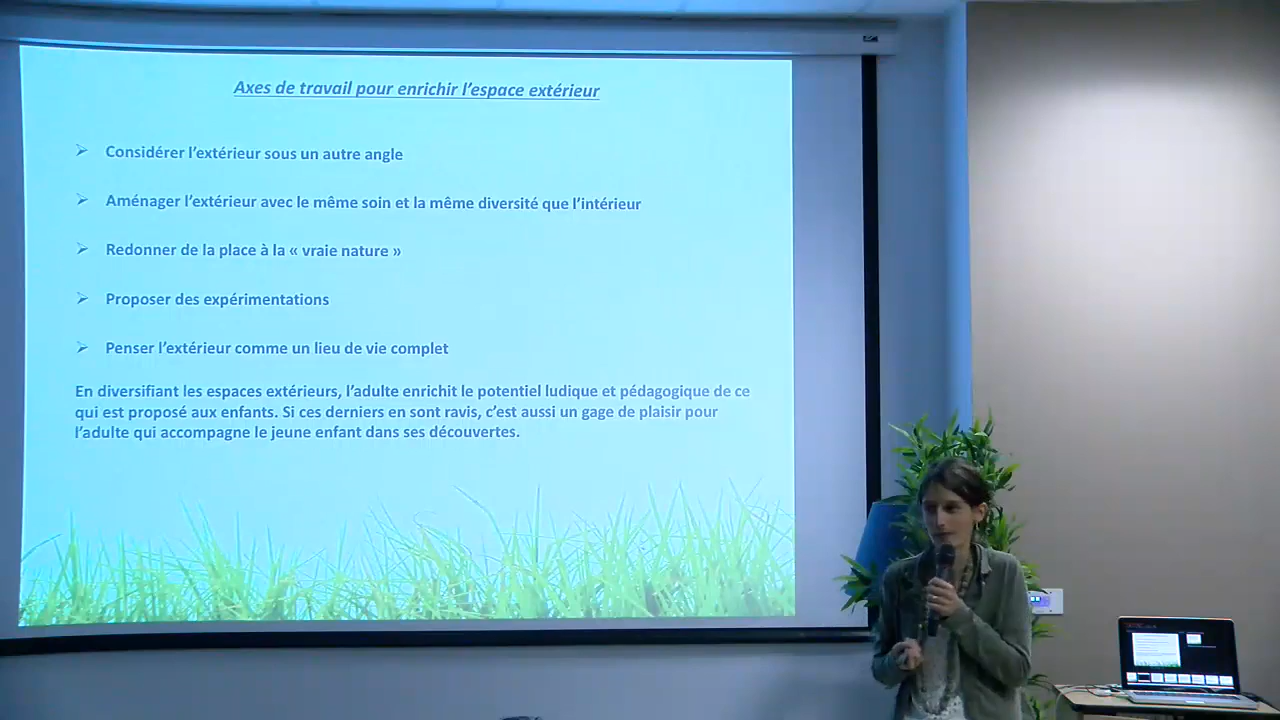 Axes de travail pour enrichir l’espace extérieur
Considérer l’extérieur sous un autre angle
Aménager l’extérieur avec le même soin et la même diversité que l’intérieur
Redonner de la place à la « vraie nature »
Proposer des expérimentations
Penser l’extérieur comme un lieu de vie complet
En diversifiant les espaces extérieurs, l’adulte enrichit le potentiel ludique et pédagogique de ce
qui est proposé aux enfants. Si ces derniers en sont ravis, c’est aussi un gage de plaisir pour
l’adulte qui accompagne le jeune enfant dans ses découvertes.